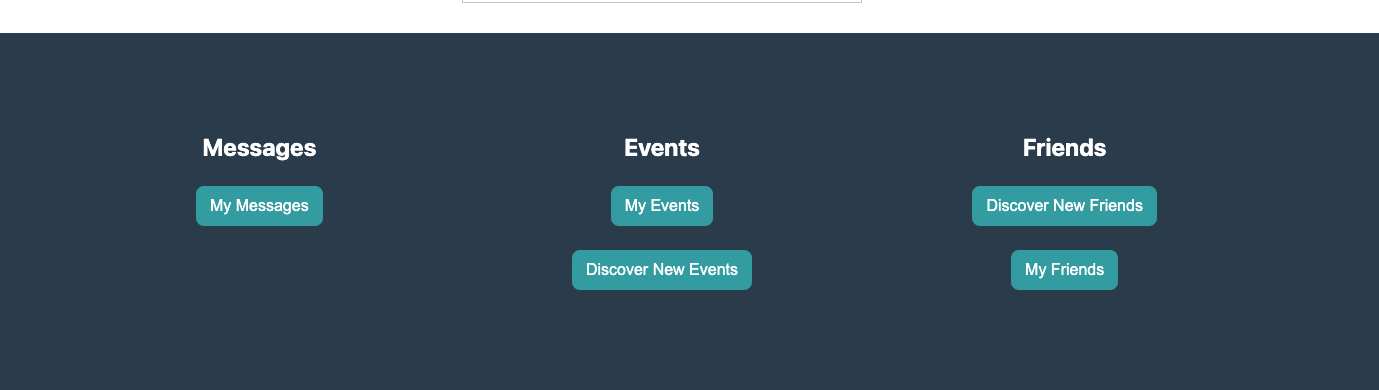 Messages
My Messages
Events
My Events
Discover New Events
Friends
Discover New Friends
My Friends